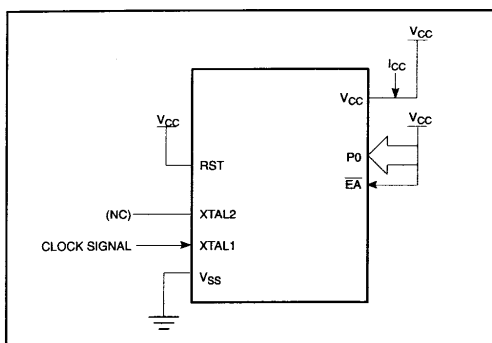 VCC
ICC
VCC
VCC
VCC
P0
RST
EA
(NC)
XTAL2
CLOCK SIGNAL
XTAL1
VSS